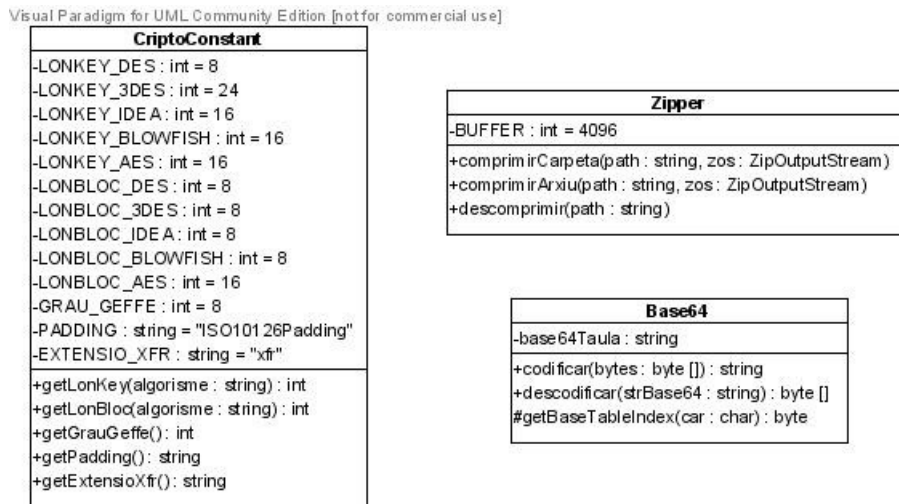 Visual Paradigm for UML Community Edition [not for commercial use]
CriptoConstant
-LONKEY_DES : int = 8
-LONKEY_3DES : int = 24
-LONKEY_IDEA : int = 16
-LONKEY_BLOWFISH : int = 16
-LONKEY_AES : int = 16
-LONBLOC_DES : int = 8
-LONBLOC_3DES : int = 8
-LONBLOC_IDEA : int = 8
-LONBLOC_BLOWFISH : int = 8
-LONBLOC_AES : int = 16
-GRAU_GEFFE : int = 8
-PADDING : string = "ISO10126Padding"
-EXTENSIO_XFR : string = "xfr"
+getLonKey(algorisme : string) : int
+getLonBloc(algorisme : string) : int
+getGrauGeffe() : int
+getPadding() : string
+getExtensioXfr() : string
Zipper
-BUFFER : int = 4096
+comprimirCarpeta(path : string, zos : ZipOutputStream)
+comprimirArxiu(path : string, zos : ZipOutputStream)
+descomprimir(path : string)
Base64
-base64Taula : string
+codificar(bytes : byte []) : string
+descodificar(strBase64 : string) : byte []
#getBaseTableIndex(car : char) : byte